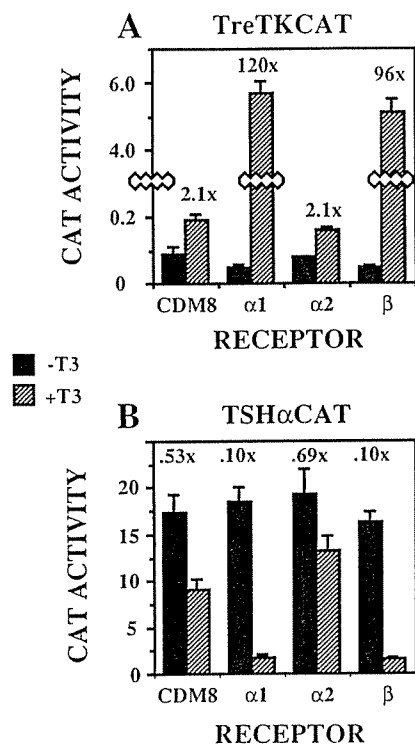 A TreTKCAT
CAT ACTIVITY
6.0
4.0
0.2
0
120x
96x
2.1x
2.1x
CDM8 α1 α2 β
RECEPTOR
-T3
+T3
B TSHαCAT
CAT ACTIVITY
20
15
10
5
0
.53x .10x .69x .10x
CDM8 α1 α2 β
RECEPTOR